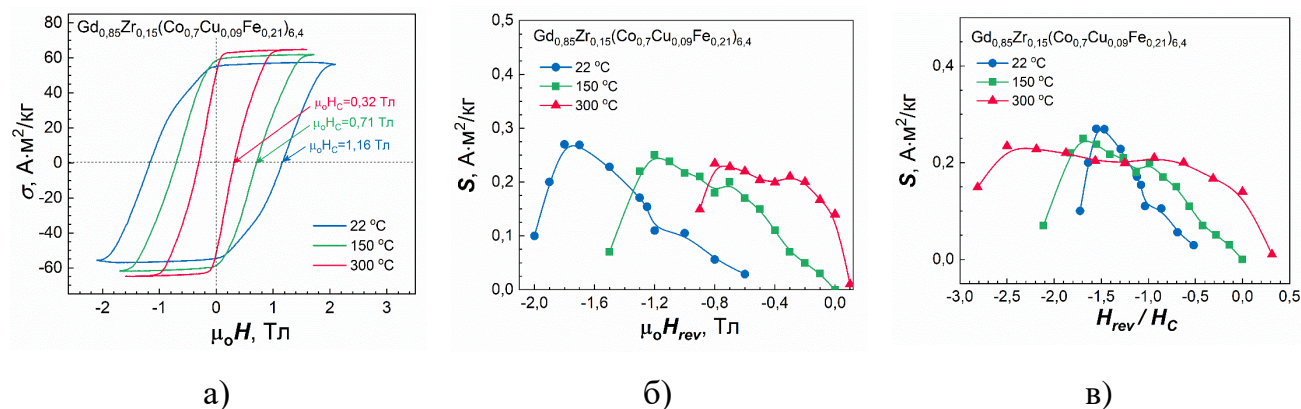 Gd0,85Zr0,15(Co0,7Cu0,09Fe0,21)6,4
σ, А·м²/кг
80
60
40
20
0
-20
-40
-60
μoHC=0,32 Тл
μoHC=0,71 Тл
μoHC=1,16 Тл
22 °C
150 °C
300 °C
-2 -1 0 1 2 3
μoH, Тл
а)
Gd0,85Zr0,15(Co0,7Cu0,09Fe0,21)6,4
22 °C
150 °C
300 °C
S, А·м²/кг
0,5
0,4
0,3
0,2
0,1
0,0
-2,0 -1,6 -1,2 -0,8 -0,4 0,0
μoHrev, Тл
б)
Gd0,85Zr0,15(Co0,7Cu0,09Fe0,21)6,4
22 °C
150 °C
300 °C
S, А·м²/кг
0,4
0,2
0,0
-3,0 -2,5 -2,0 -1,5 -1,0 -0,5 0,0 0,5
Hrev / HC
в)